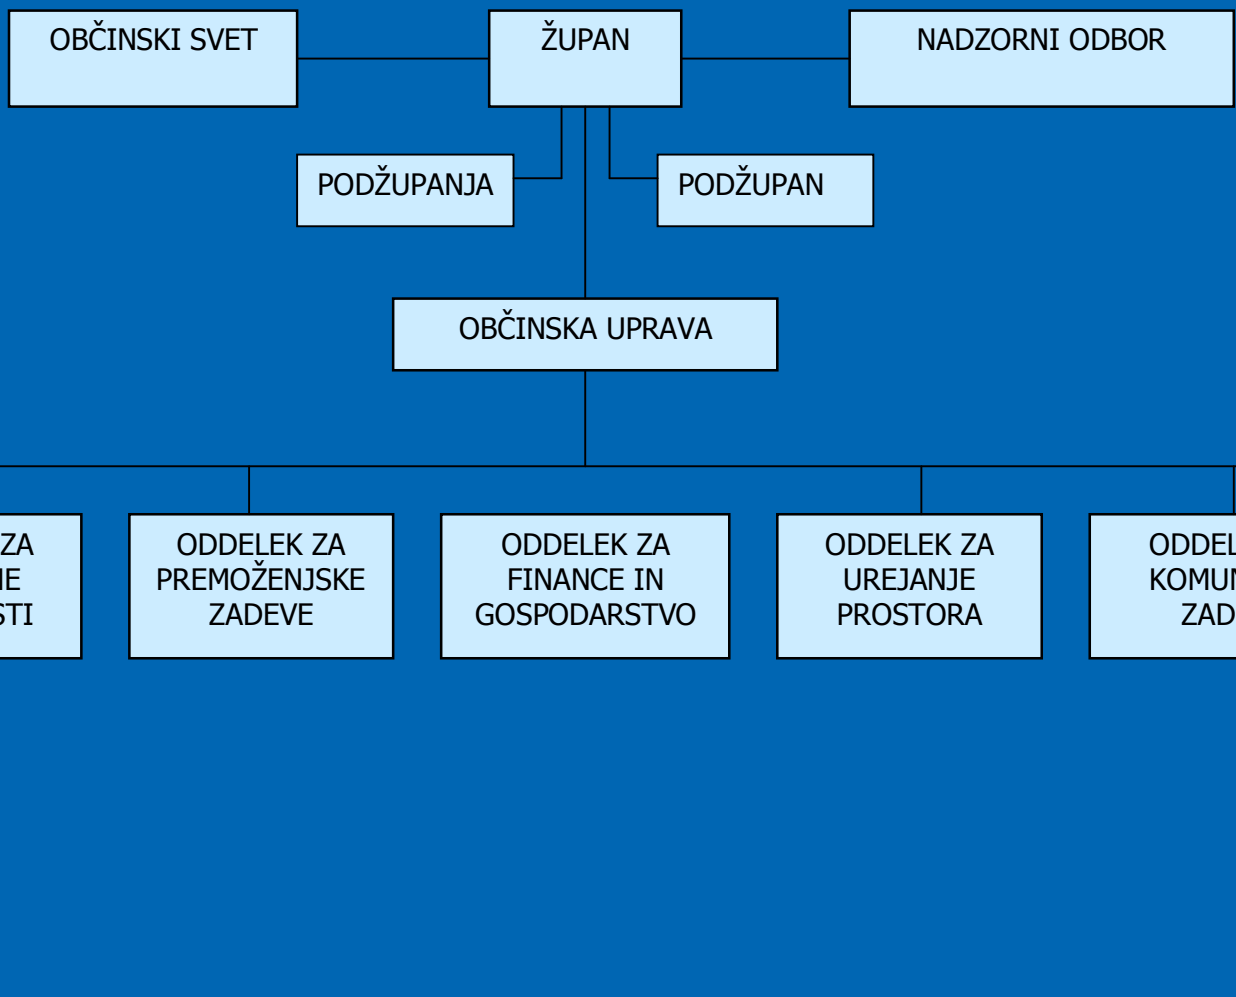 OBČINSKI SVET
ŽUPAN
NADZORNI ODBOR
PODŽUPANJA
PODŽUPAN
OBČINSKA UPRAVA
ZA
ODDELEK ZA
PREMOŽENJSKE
ZADEVE
ODDELEK ZA
FINANCE IN
GOSPODARSTVO
ODDELEK ZA
UREJANJE
PROSTORA